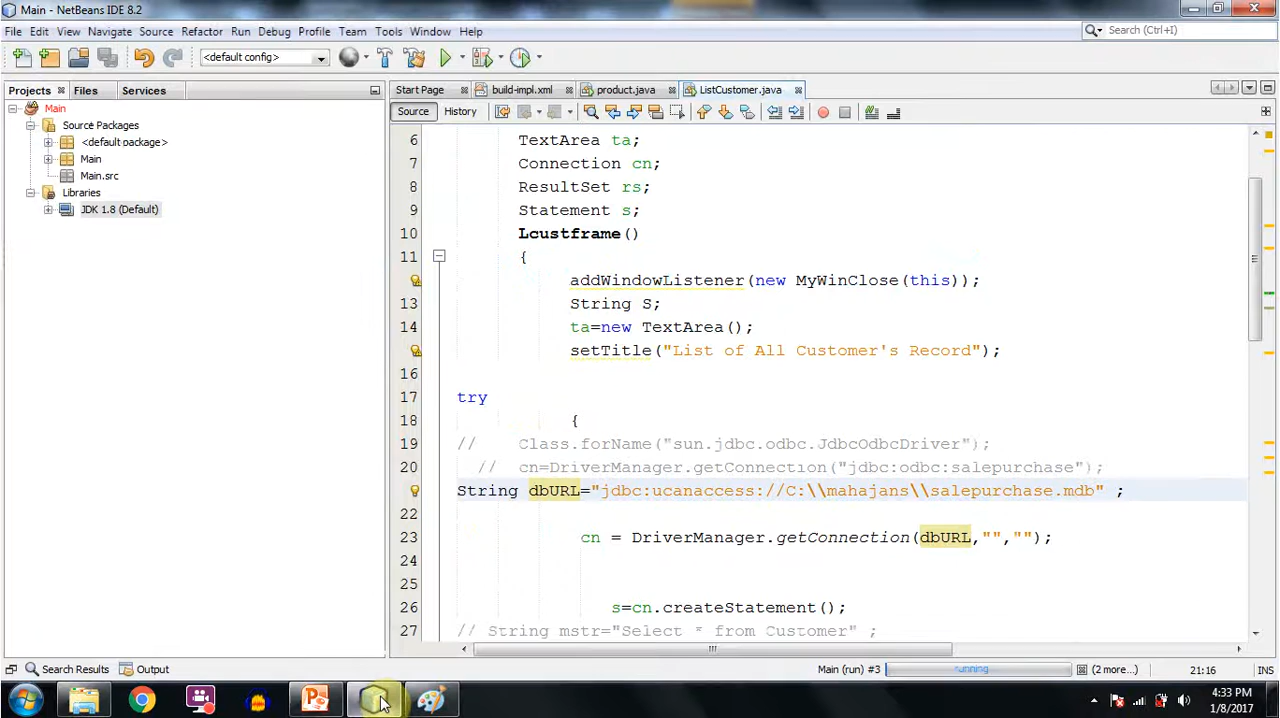 Main - NetBeans IDE 8.2
File Edit View Navigate Source Refactor Run Debug Profile Team Tools Window Help
Search (Ctrl+I)
<default config>
Projects Files Services
Start Page build-impl.xml product.java ListCustomer.java
Source History
Main
Source Packages
<default package>
Main
Main.src
Libraries
JDK 1.8 (Default)
6 TextArea ta;
7 Connection cn;
8 ResultSet rs;
9 Statement s;
10 Lcustframe()
11 {
addWindowListener(new MyWinClose(this));
13 String S;
14 ta=new TextArea();
setTitle("List of All Customer's Record");
16
17 try
18 {
19 // Class.forName("sun.jdbc.odbc.JdbcOdbcDriver");
20 // cn=DriverManager.getConnection("jdbc:odbc:salepurchase");
String dbURL="jdbc:ucanaccess://C:\\mahajans\\salepurchase.mdb" ;
22
23 cn = DriverManager.getConnection(dbURL,"","");
24
25
26 s=cn.createStatement();
27 // String mstr="Select * from Customer" ;
Search Results Output
Main (run) #3 running (2 more...) 21:16 INS
4:33 PM
1/8/2017